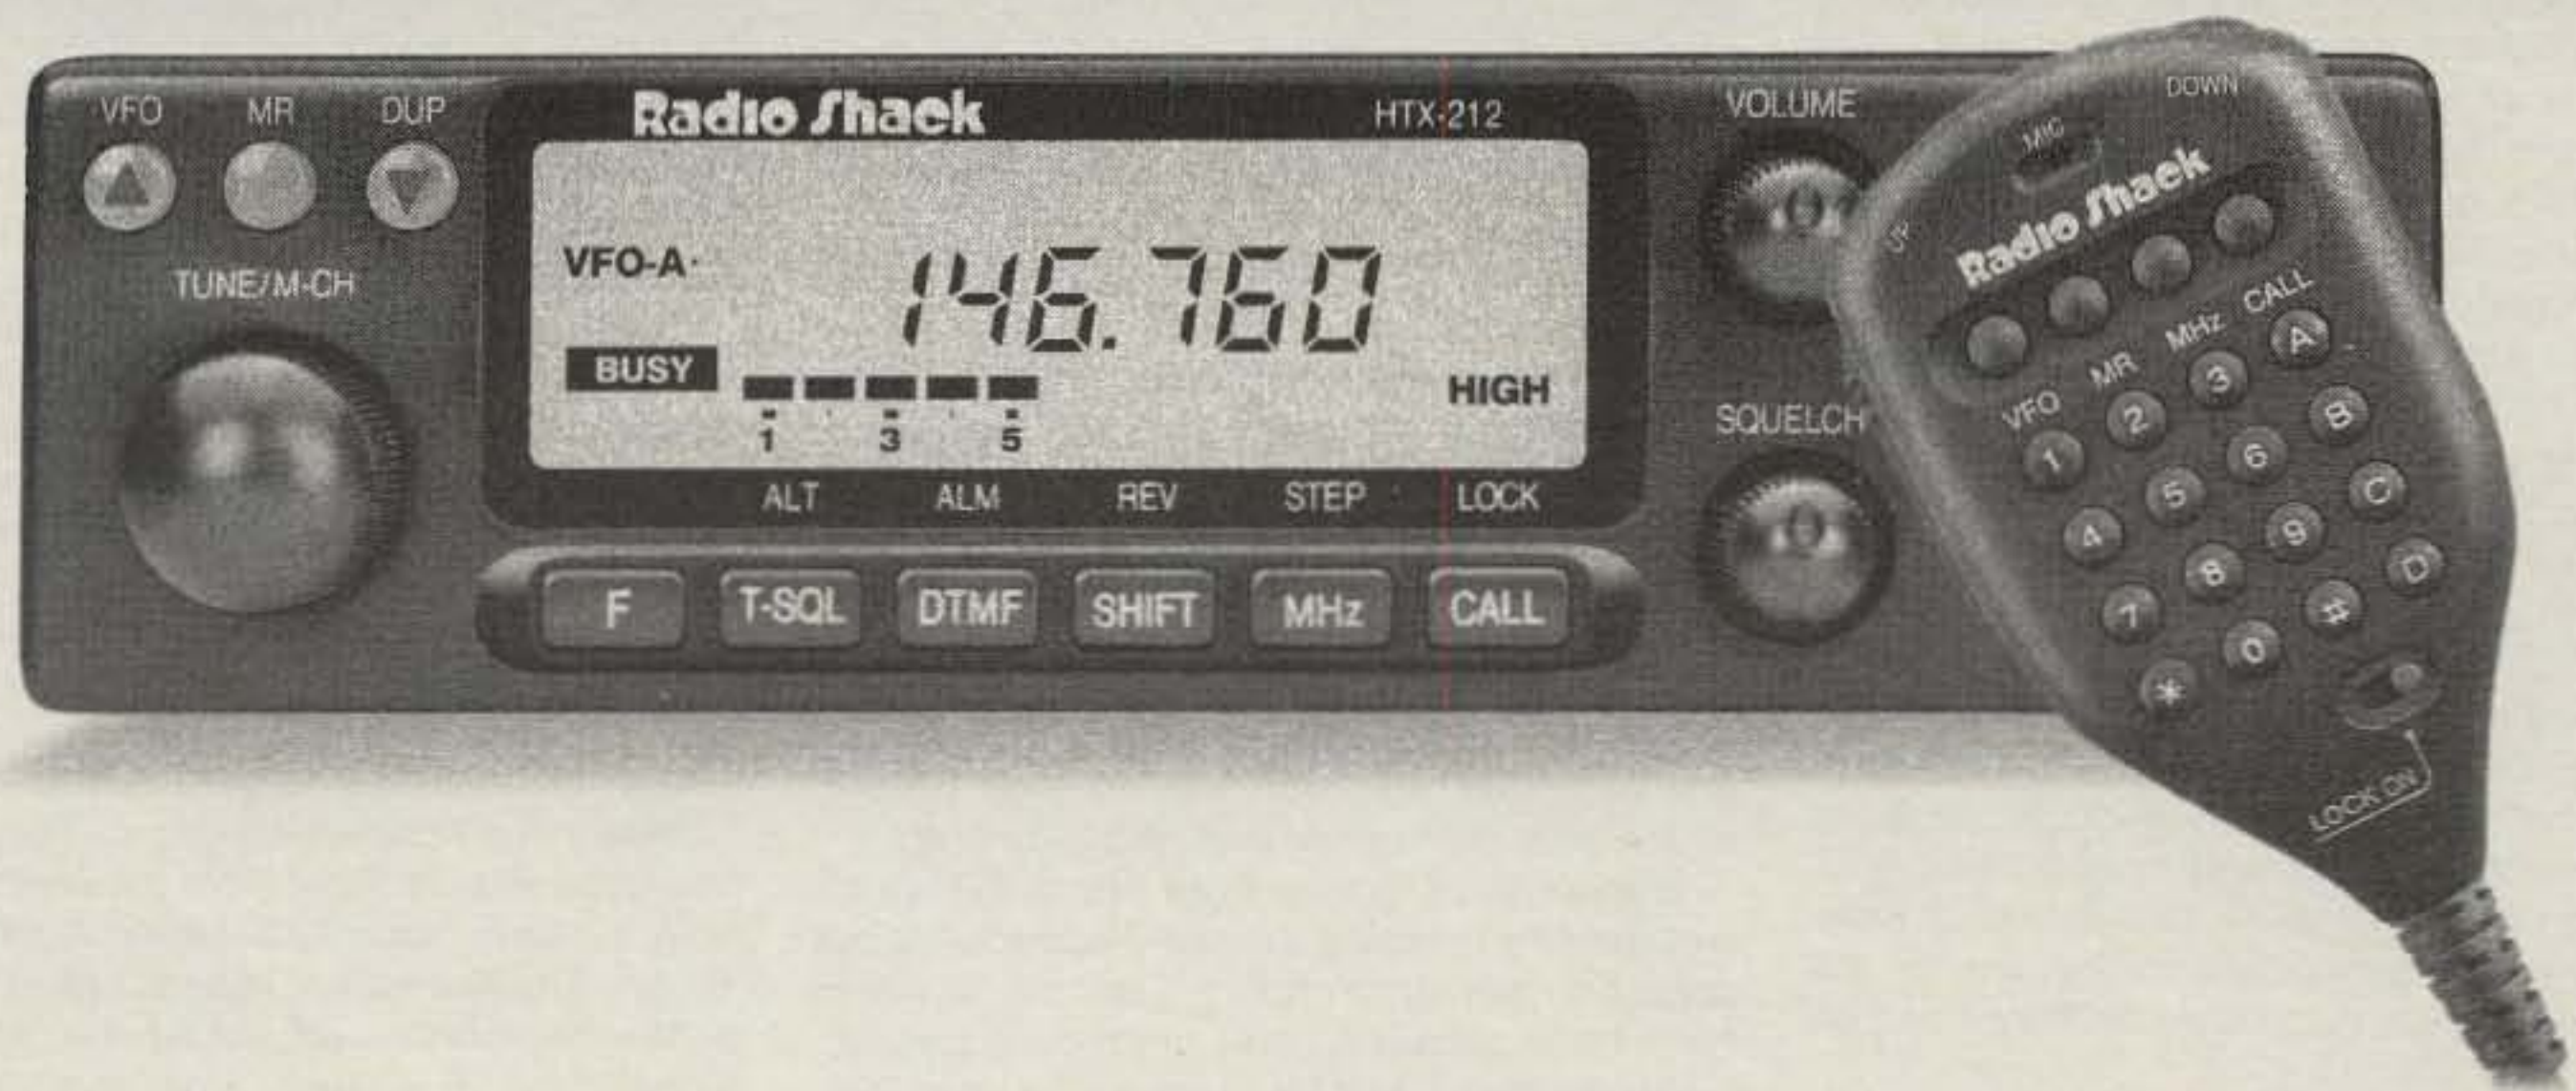 VFO MR DUP
TUNE/M-CH
Radio Shack HTX-212
VFO-A 146.760
BUSY HIGH
1 3 5
ALT ALM REV STEP LOCK
F T-SQL DTMF SHIFT MHz CALL
VOLUME
SQUELCH
DOWN
MIC
UP
Radio Shack
VFO MR MHz CALL
1 2 3 A
4 5 6 B
7 8 9 C
* 0 # D
LOCK ON